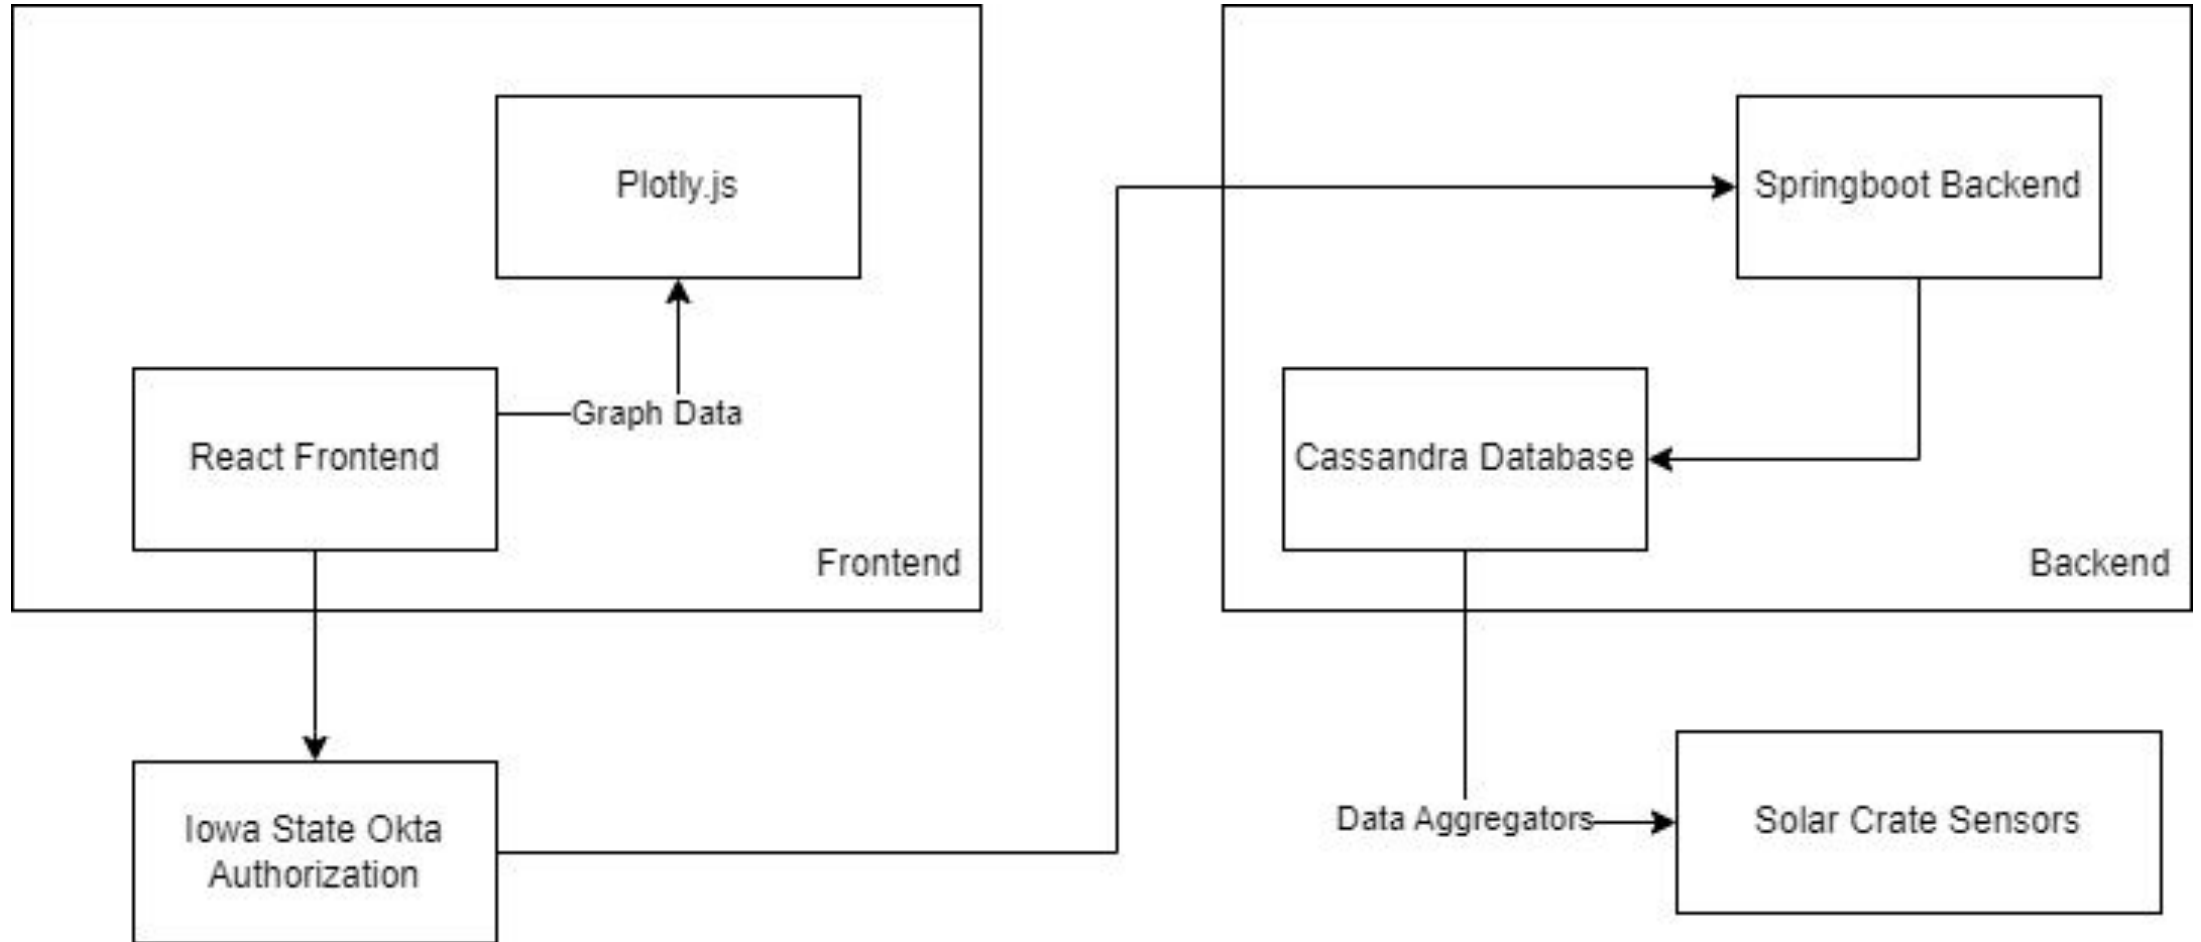 Plotly.js
Springboot Backend
Graph Data
React Frontend
Cassandra Database
Frontend
Backend
Data Aggregators
Solar Crate Sensors
Iowa State Okta
Authorization